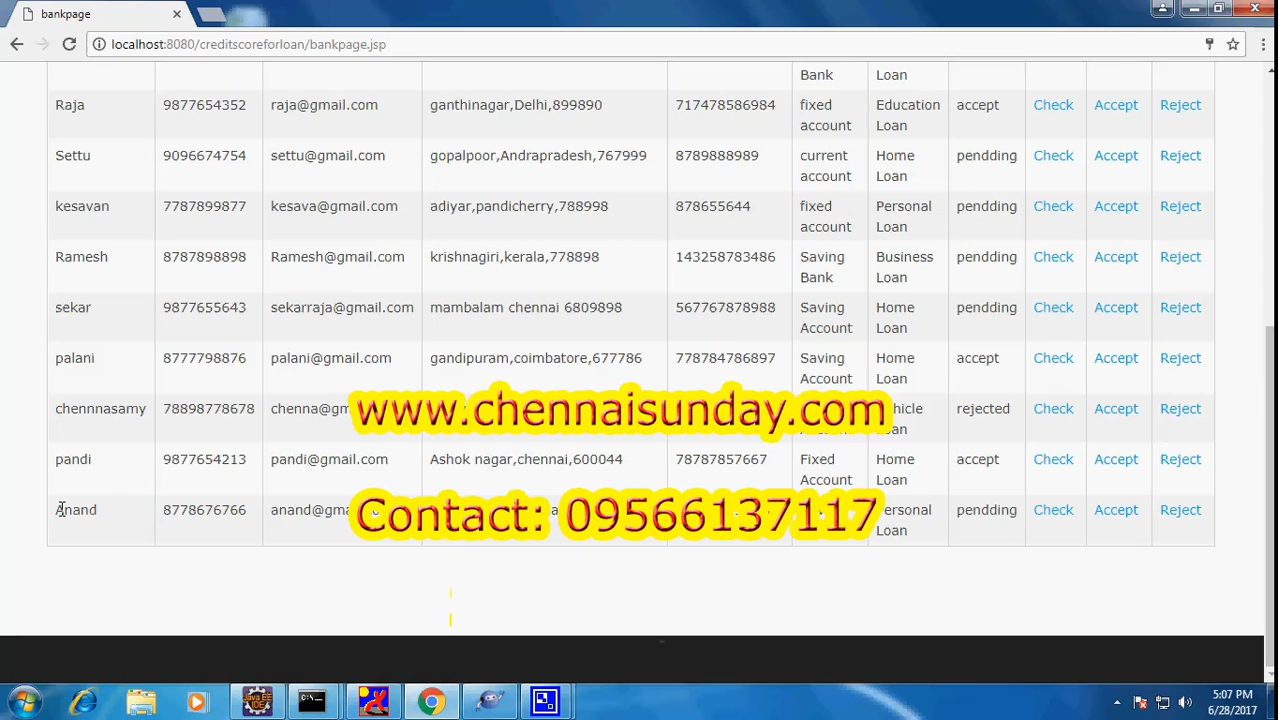 bankpage
localhost:8080/creditscoreforloan/bankpage.jsp
Bank Loan
Raja 9877654352 raja@gmail.com ganthinagar,Delhi,899890 717478586984 fixed account Education Loan accept Check Accept Reject
Settu 9096674754 settu@gmail.com gopalpoor,Andrapradesh,767999 8789888989 current account Home Loan pendding Check Accept Reject
kesavan 7787899877 kesava@gmail.com adiyar,pandicherry,788998 878655644 fixed account Personal Loan pendding Check Accept Reject
Ramesh 8787898898 Ramesh@gmail.com krishnagiri,kerala,778898 143258783486 Saving Bank Business Loan pendding Check Accept Reject
sekar 9877655643 sekarraja@gmail.com mambalam chennai 6809898 567767878988 Saving Account Home Loan pendding Check Accept Reject
palani 8777798876 palani@gmail.com gandipuram,coimbatore,677786 778784786897 Saving Account Home Loan accept Check Accept Reject
chennnasamy 78898778678 rejected Check Accept Reject
www.chennaisunday.com
pandi 9877654213 pandi@gmail.com Ashok nagar,chennai,600044 78787857667 Fixed Account Home Loan accept Check Accept Reject
Anand 8778676766 Loan pendding Check Accept Reject
Contact: 09566137117
5:07 PM
6/28/2017